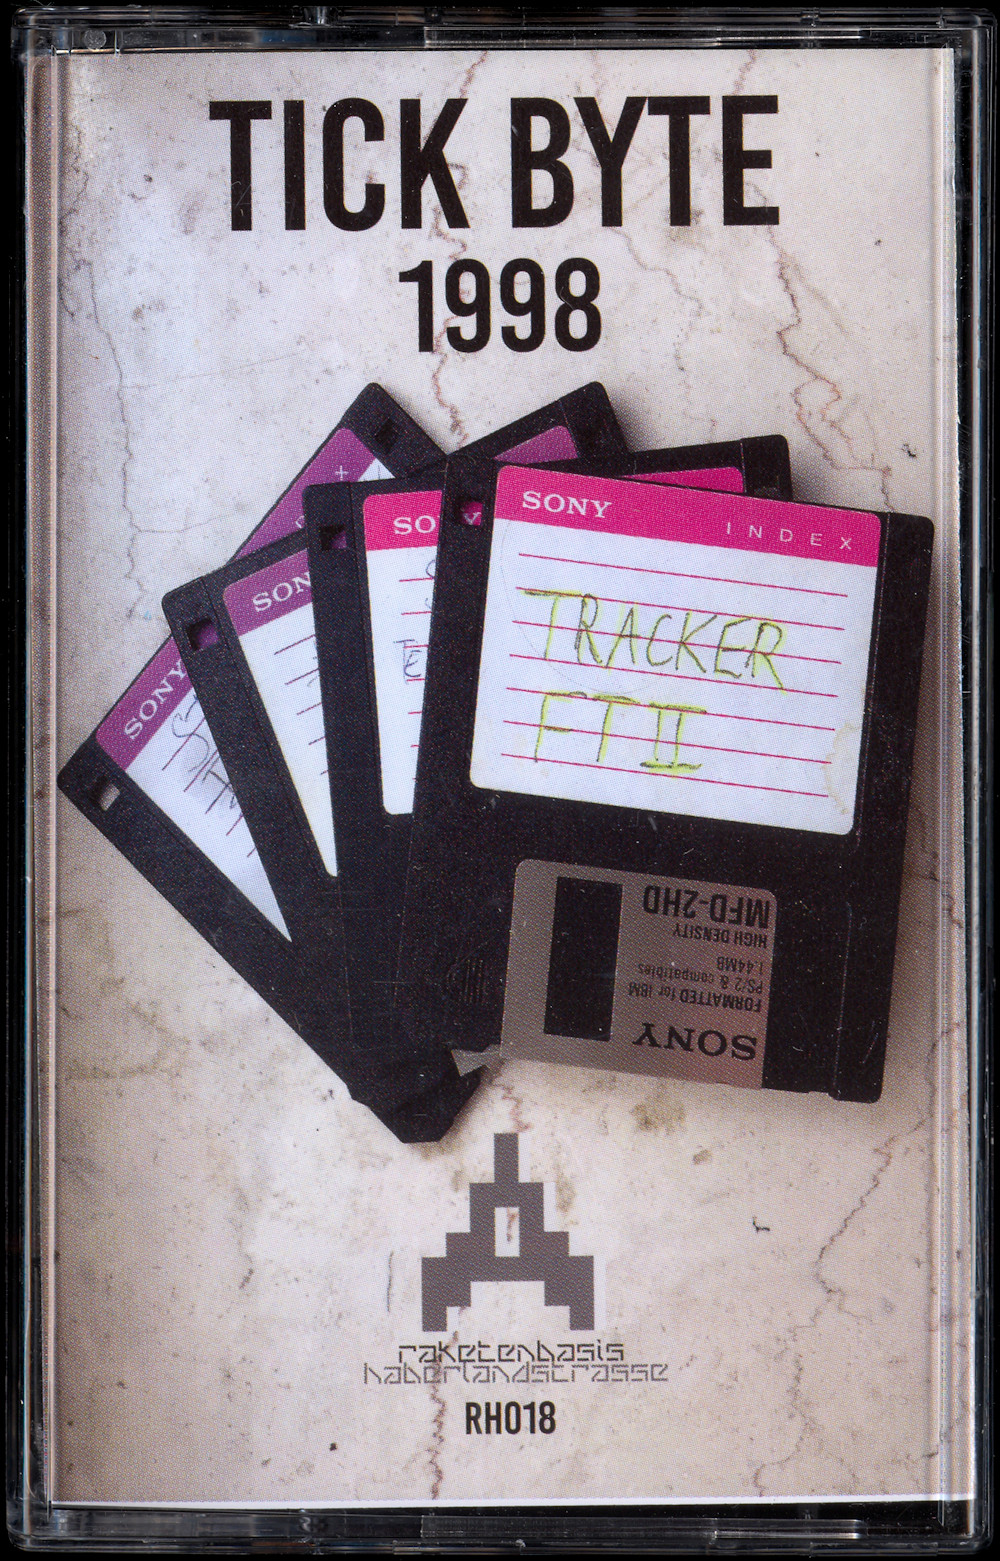 TICK BYTE
1998
SONY
INDEX
TRACKER
FT II
SONY
SONY
FORMATTED for IBM
PS/2 & compatibles
1.44MB
HIGH DENSITY
MFD-2HD
SONY
raketenbasis
haberlandstrasse
RH018